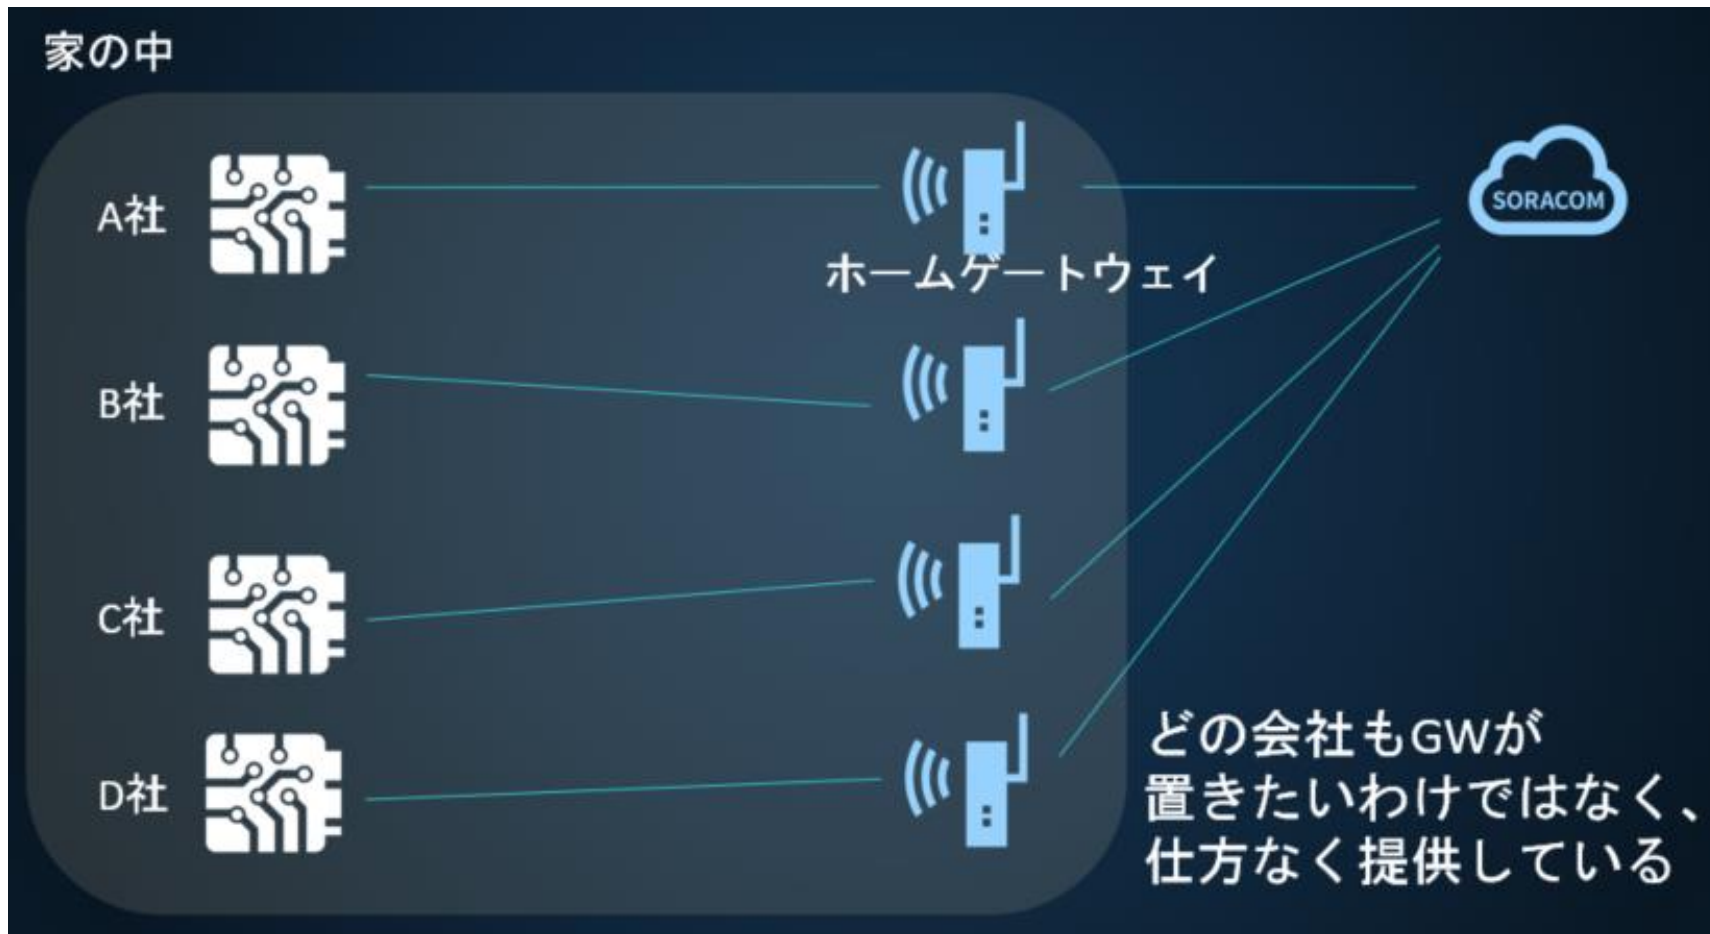 家の中
A社
SORACOM
ホームゲートウェイ
B社
C社
D社
どの会社もGWが
置きたいわけではなく、
仕方なく提供している